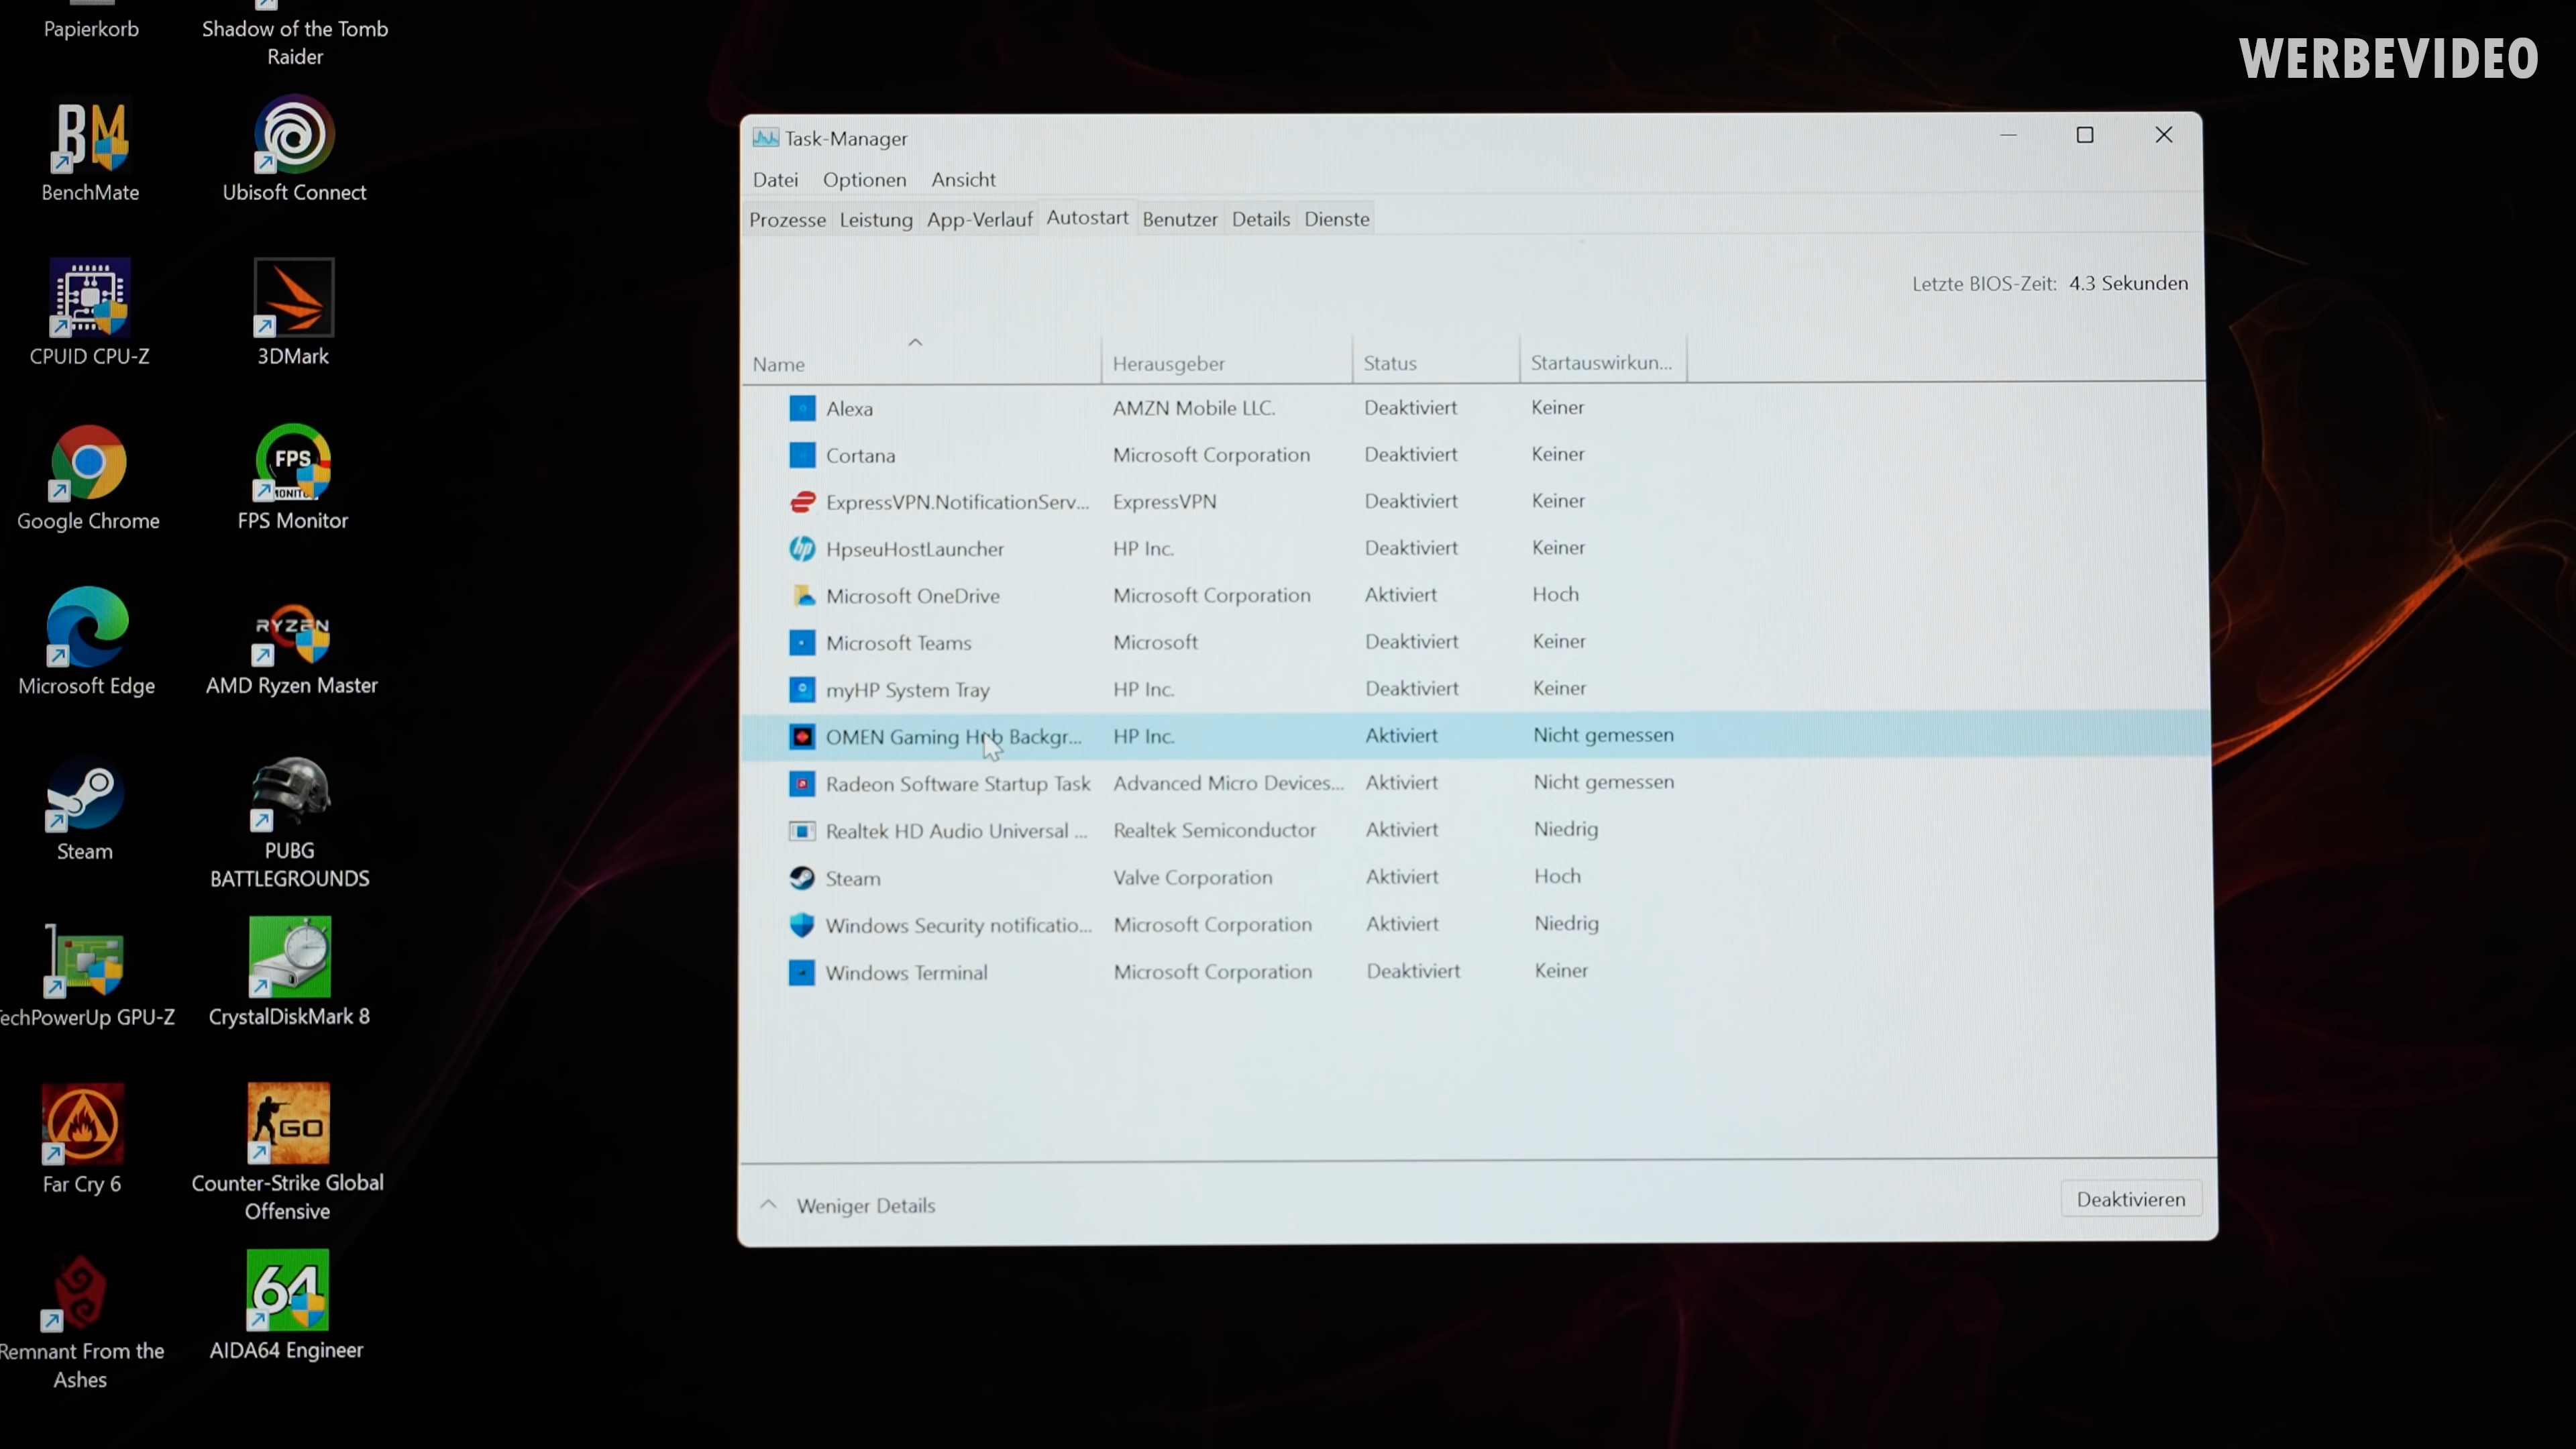 WERBEVIDEO
Papierkorb
Shadow of the Tomb
Raider
BM
BenchMate
Ubisoft Connect
CPUID CPU-Z
3DMark
Google Chrome
FPS
FPS Monitor
Microsoft Edge
RYZEN
AMD Ryzen Master
Steam
PUBG
BATTLEGROUNDS
TechPowerUp GPU-Z
CrystalDiskMark 8
Far Cry 6
GO
Counter-Strike Global
Offensive
Remnant From the
Ashes
64
AIDA64 Engineer
Task-Manager
Datei Optionen Ansicht
Prozesse Leistung App-Verlauf Autostart Benutzer Details Dienste
Letzte BIOS-Zeit: 4.3 Sekunden
Name Herausgeber Status Startauswirkun...
Alexa AMZN Mobile LLC. Deaktiviert Keiner
Cortana Microsoft Corporation Deaktiviert Keiner
ExpressVPN.NotificationServ... ExpressVPN Deaktiviert Keiner
hp HpseuHostLauncher HP Inc. Deaktiviert Keiner
Microsoft OneDrive Microsoft Corporation Aktiviert Hoch
Microsoft Teams Microsoft Deaktiviert Keiner
myHP System Tray HP Inc. Deaktiviert Keiner
OMEN Gaming Hub Backgr... HP Inc. Aktiviert Nicht gemessen
Radeon Software Startup Task Advanced Micro Devices... Aktiviert Nicht gemessen
Realtek HD Audio Universal ... Realtek Semiconductor Aktiviert Niedrig
Steam Valve Corporation Aktiviert Hoch
Windows Security notificatio... Microsoft Corporation Aktiviert Niedrig
Windows Terminal Microsoft Corporation Deaktiviert Keiner
Weniger Details
Deaktivieren